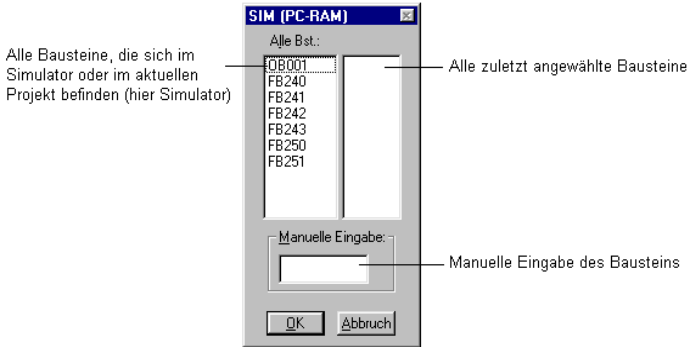 SIM (PC-RAM)
Alle Bst.:
Alle Bausteine, die sich im
Simulator oder im aktuellen
Projekt befinden (hier Simulator)
OB001
FB240
FB241
FB242
FB243
FB250
FB251
Alle zuletzt angewählte Bausteine
Manuelle Eingabe:
Manuelle Eingabe des Bausteins
OK
Abbruch